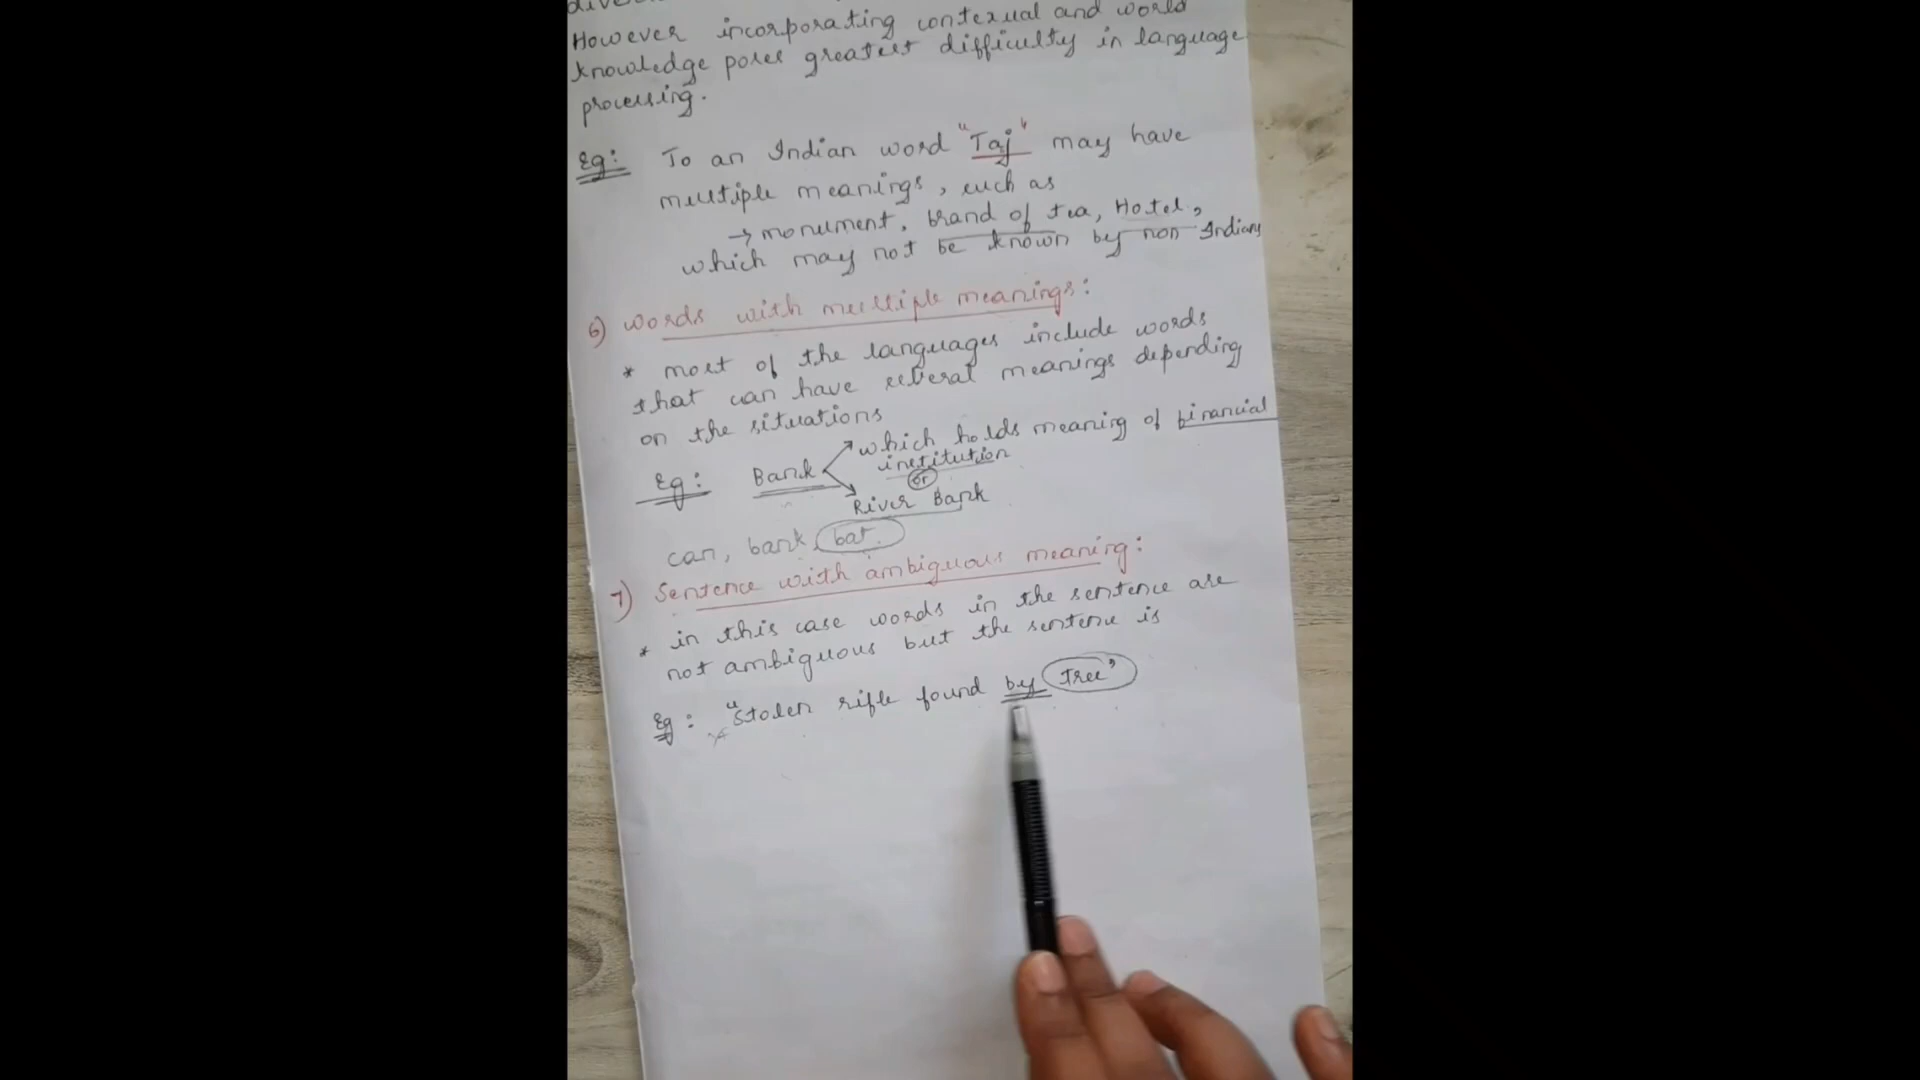 However incorporating contexual and world
knowledge poses greatest difficulty in language
processing.
Eg: To an Indian word "Taj" may have
multiple meanings, such as
→ monument, brand of tea, Hotel,
which may not be known by non Indians
6) Words with multiple meanings:
* most of the languages include words
that can have several meanings depending
on the situations
Eg: Bank which holds meaning of financial
institution
or
River Bank
can, bank, bat.
7) Sentence with ambiguous meaning:
* in this case words in the sentence are
not ambiguous but the sentence is
Eg: "Stolen rifle found by tree"